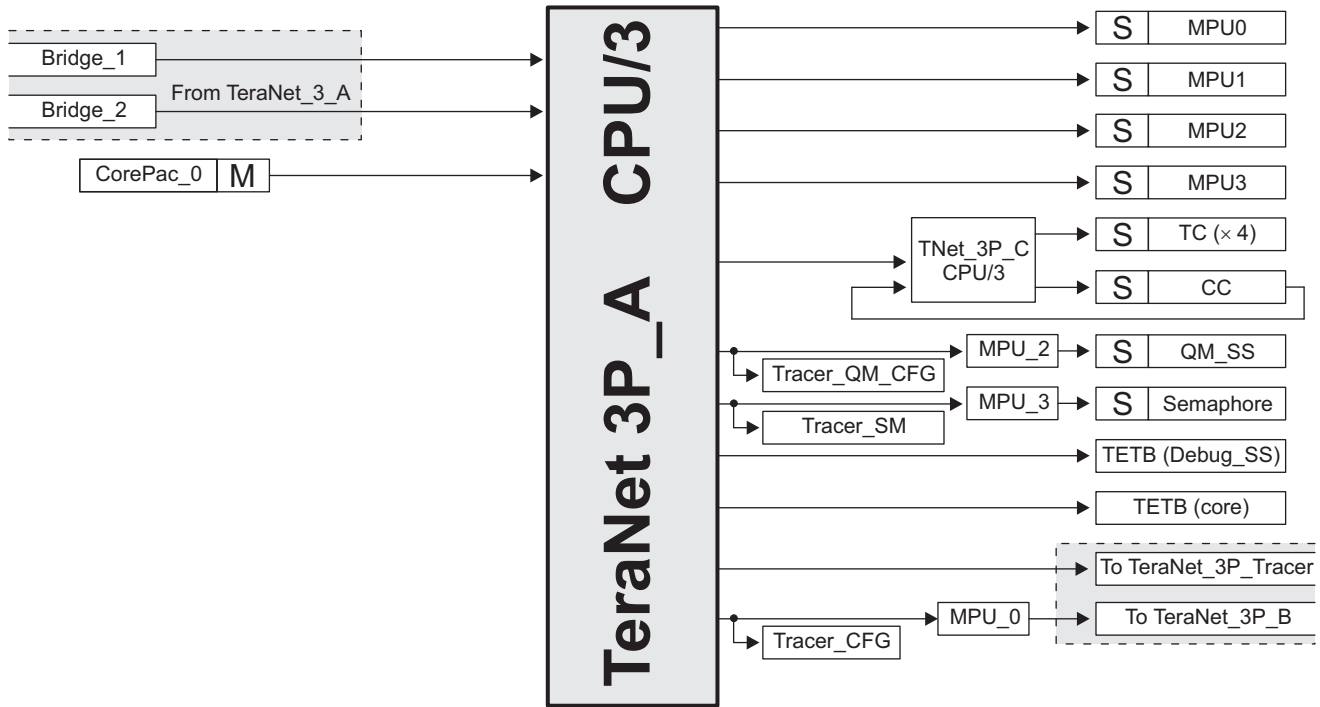 Bridge_1
From TeraNet_3_A
Bridge_2
CorePac_0 M
TeraNet 3P_A CPU/3
S MPU0
S MPU1
S MPU2
S MPU3
TNet_3P_C
CPU/3
S TC (× 4)
S CC
MPU_2
S QM_SS
Tracer_QM_CFG
MPU_3
S Semaphore
Tracer_SM
TETB (Debug_SS)
TETB (core)
To TeraNet_3P_Tracer
MPU_0
To TeraNet_3P_B
Tracer_CFG